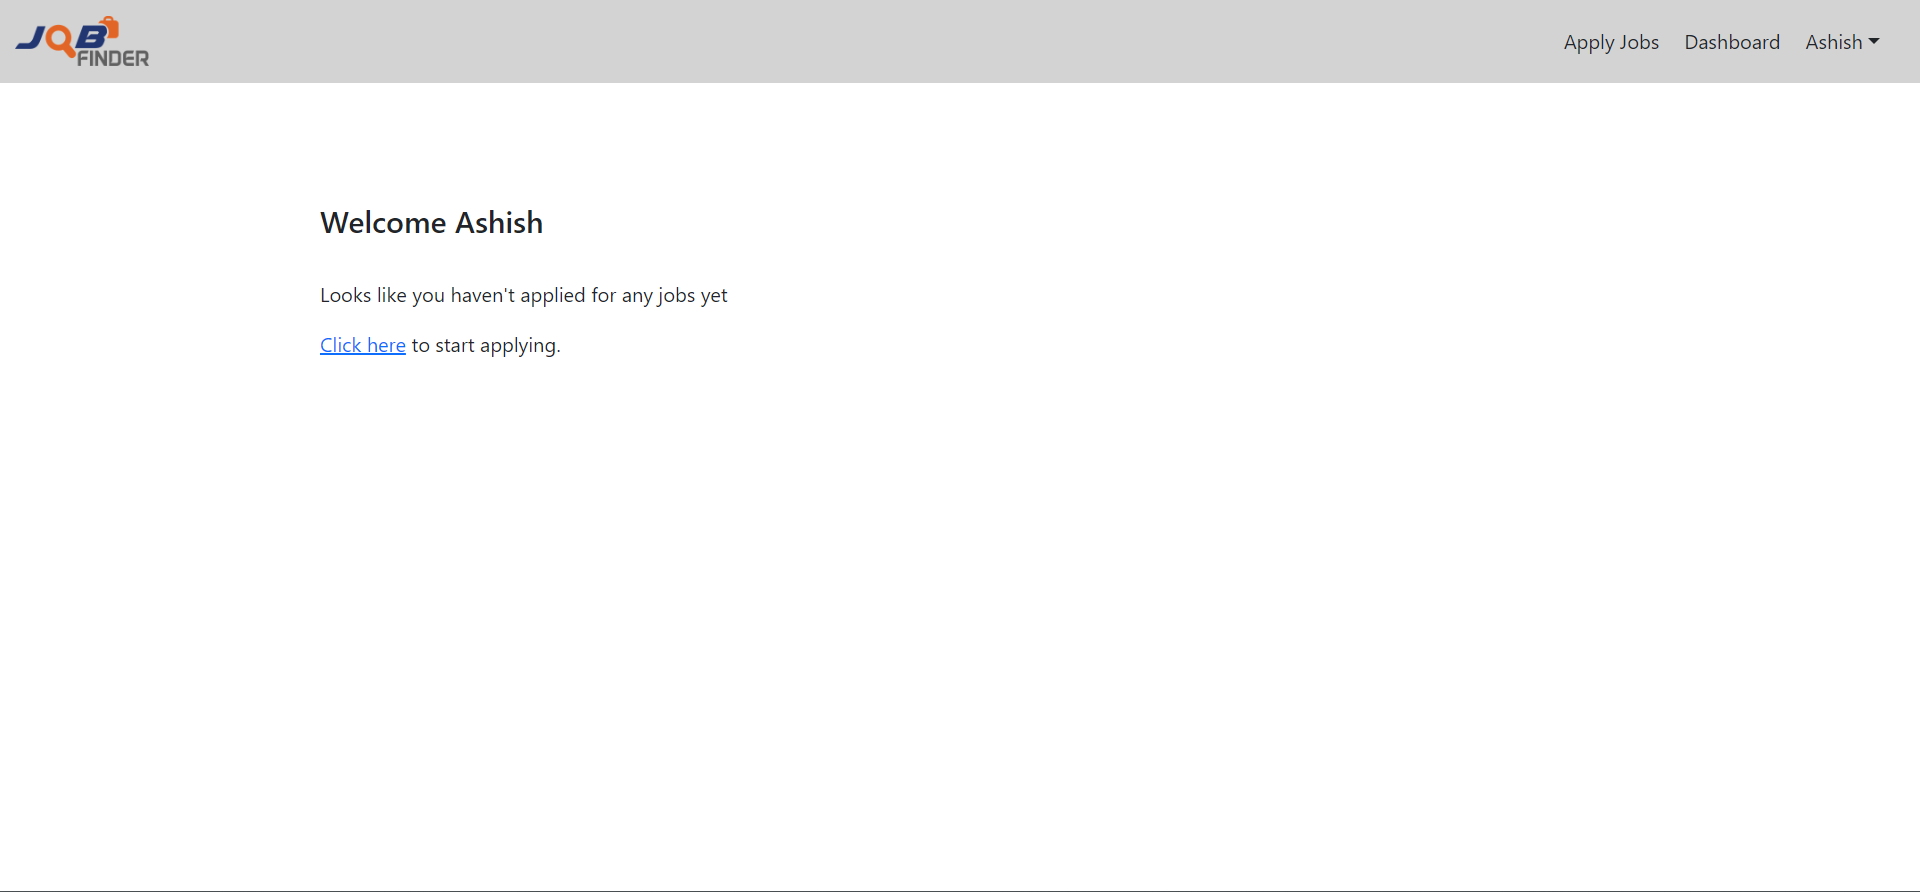 JOB
FINDER
Apply Jobs Dashboard Ashish
Welcome Ashish
Looks like you haven't applied for any jobs yet
Click here to start applying.